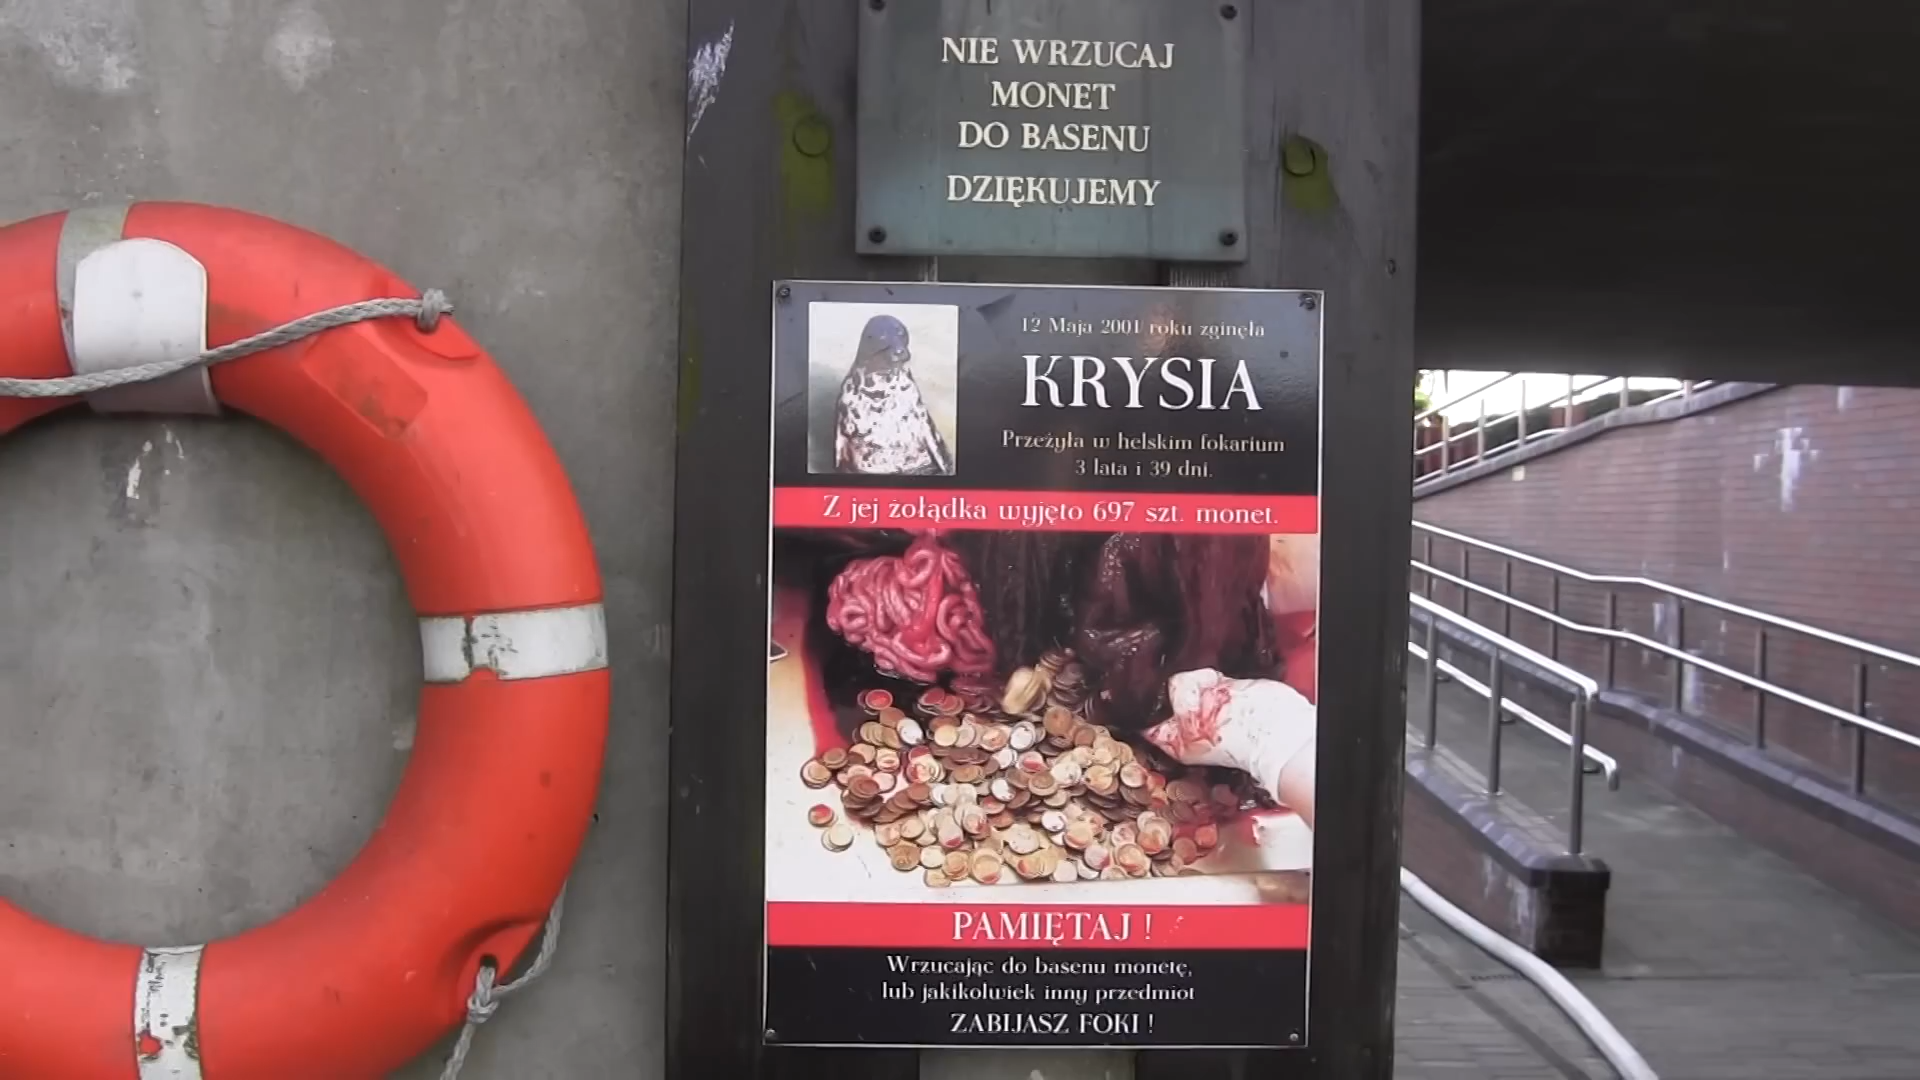 NIE WRZUCAJ
MONET
DO BASENU
DZIĘKUJEMY
12 Maja 2001 roku zginęła
KRYSIA
Przeżyła w helskim fokarium
3 lata i 39 dni.
Z jej żołądka wyjęto 697 szt. monet.
PAMIĘTAJ !
Wrzucając do basenu monetę,
lub jakikolwiek inny przedmiot
ZABIJASZ FOKI !